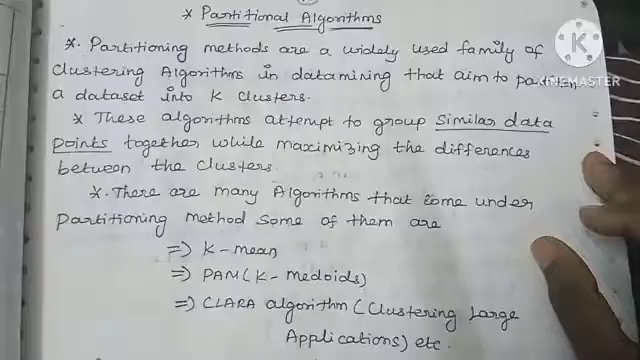 * Partitional Algorithms
*. Partitioning methods are a widely used family of
clustering Algorithms in datamining that aim to
a dataset into K clusters.
* These algorithms attempt to group similar data
points together while maximizing the differences
between the clusters.
*. There are many Algorithms that come under
partitioning method some of them are
=> K-mean
=> PAM(K-medoids)
=> CLARA algorithm (Clustering Large
Applications) etc.
K
KINEMASTER